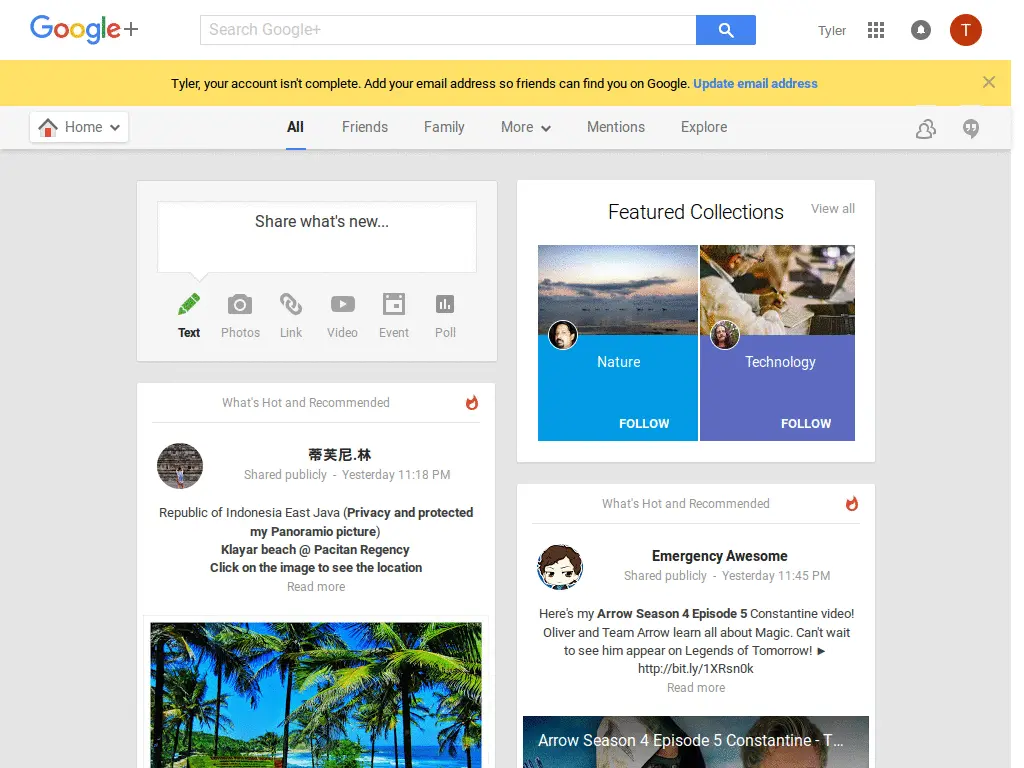 Google+
Search Google+
Tyler
T
Tyler, your account isn't complete. Add your email address so friends can find you on Google. Update email address
Home
All
Friends
Family
More
Mentions
Explore
Share what's new...
Text
Photos
Link
Video
Event
Poll
Featured Collections
View all
Nature
FOLLOW
Technology
FOLLOW
What's Hot and Recommended
蒂芙尼.林
Shared publicly - Yesterday 11:18 PM
Republic of Indonesia East Java (Privacy and protected
my Panoramio picture)
Klayar beach @ Pacitan Regency
Click on the image to see the location
Read more
What's Hot and Recommended
Emergency Awesome
Shared publicly - Yesterday 11:45 PM
Here's my Arrow Season 4 Episode 5 Constantine video!
Oliver and Team Arrow learn all about Magic. Can't wait
to see him appear on Legends of Tomorrow! ►
http://bit.ly/1XRsn0k
Read more
Arrow Season 4 Episode 5 Constantine - T...